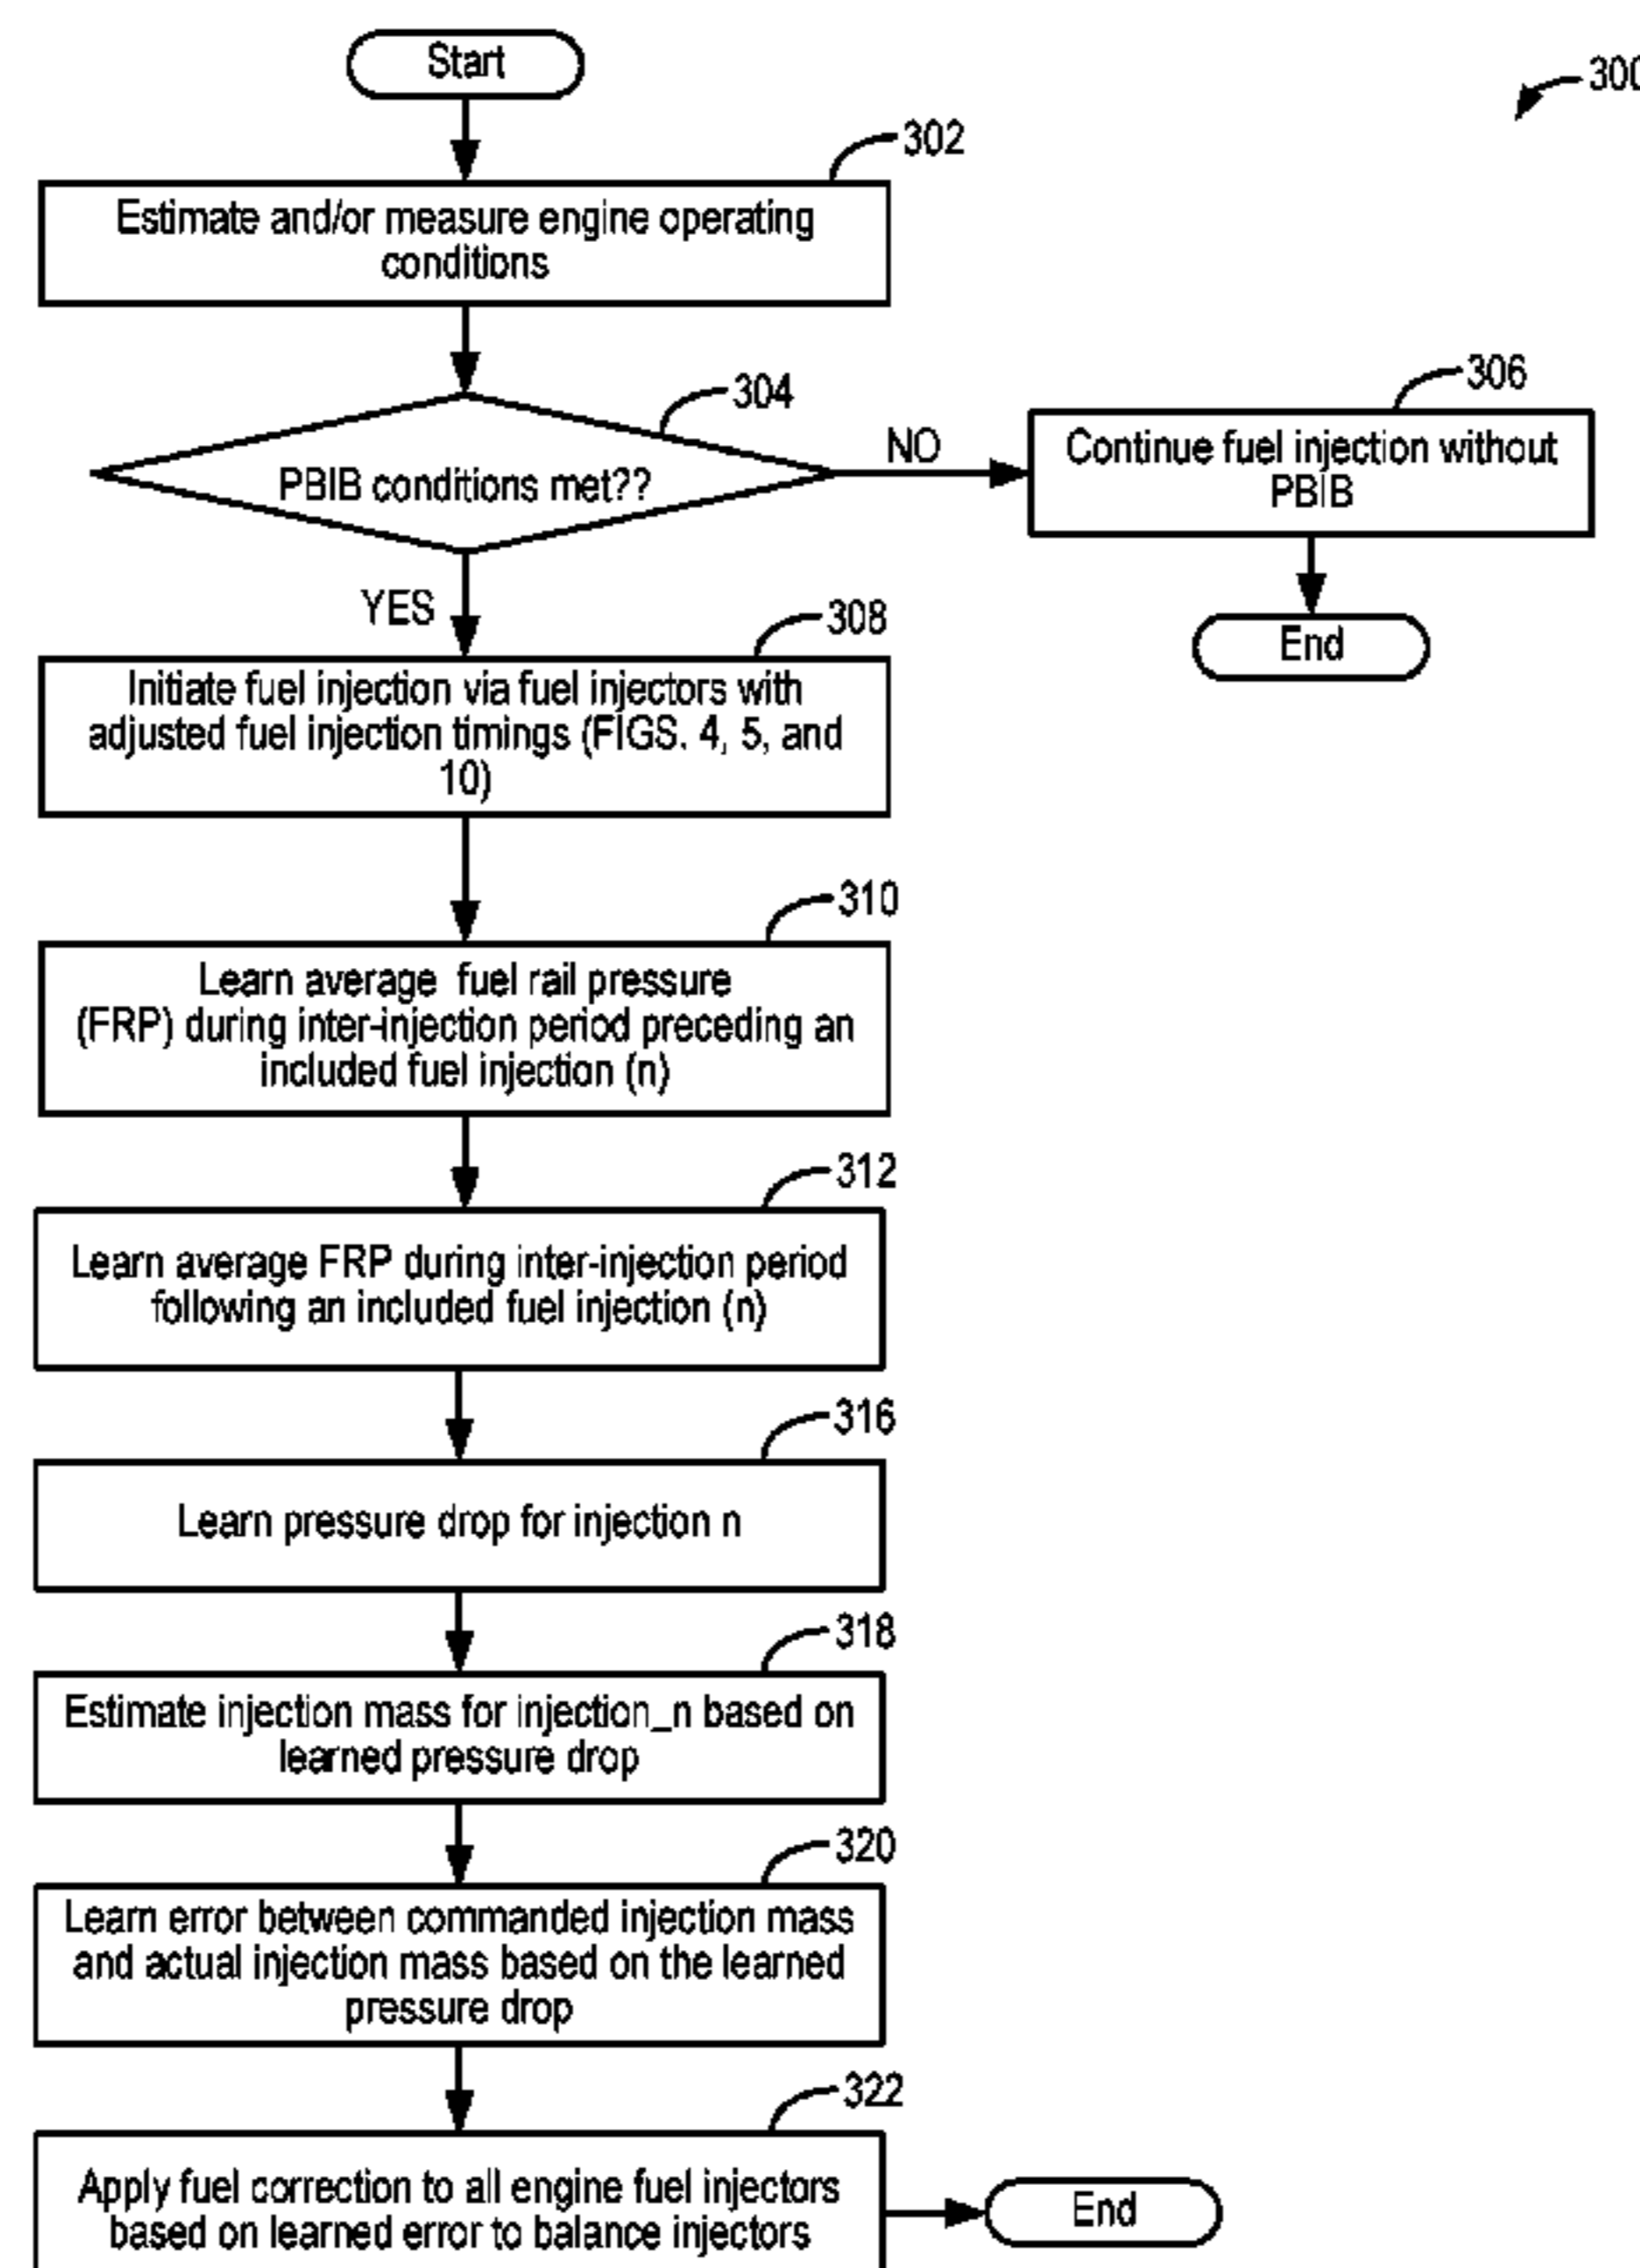 Start
300
302
Estimate and/or measure engine operating
conditions
304
PBIB conditions met??
NO
306
Continue fuel injection without
PBIB
End
YES
308
Initiate fuel injection via fuel injectors with
adjusted fuel injection timings (FIGS. 4, 5, and
10)
310
Learn average fuel rail pressure
(FRP) during inter-injection period preceding an
included fuel injection (n)
312
Learn average FRP during inter-injection period
following an included fuel injection (n)
316
Learn pressure drop for injection n
318
Estimate injection mass for injection_n based on
learned pressure drop
320
Learn error between commanded injection mass
and actual injection mass based on the learned
pressure drop
322
Apply fuel correction to all engine fuel injectors
based on learned error to balance injectors
End